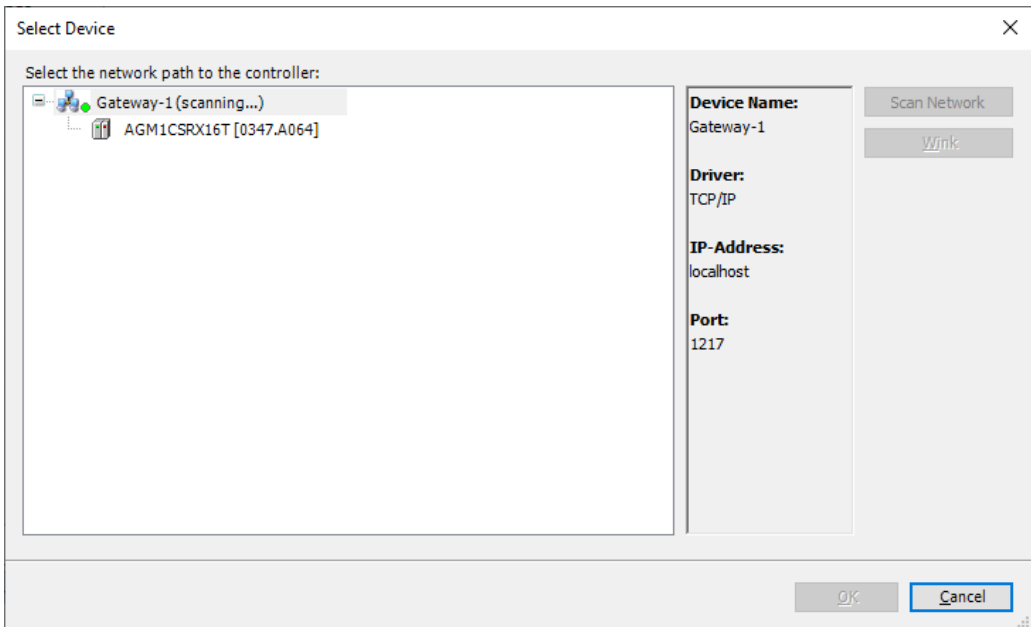 Select Device
Select the network path to the controller:
Gateway-1 (scanning...)
AGM1CSRX16T [0347.A064]
Device Name:
Gateway-1
Driver:
TCP/IP
IP-Address:
localhost
Port:
1217
Scan Network
Wink
OK
Cancel